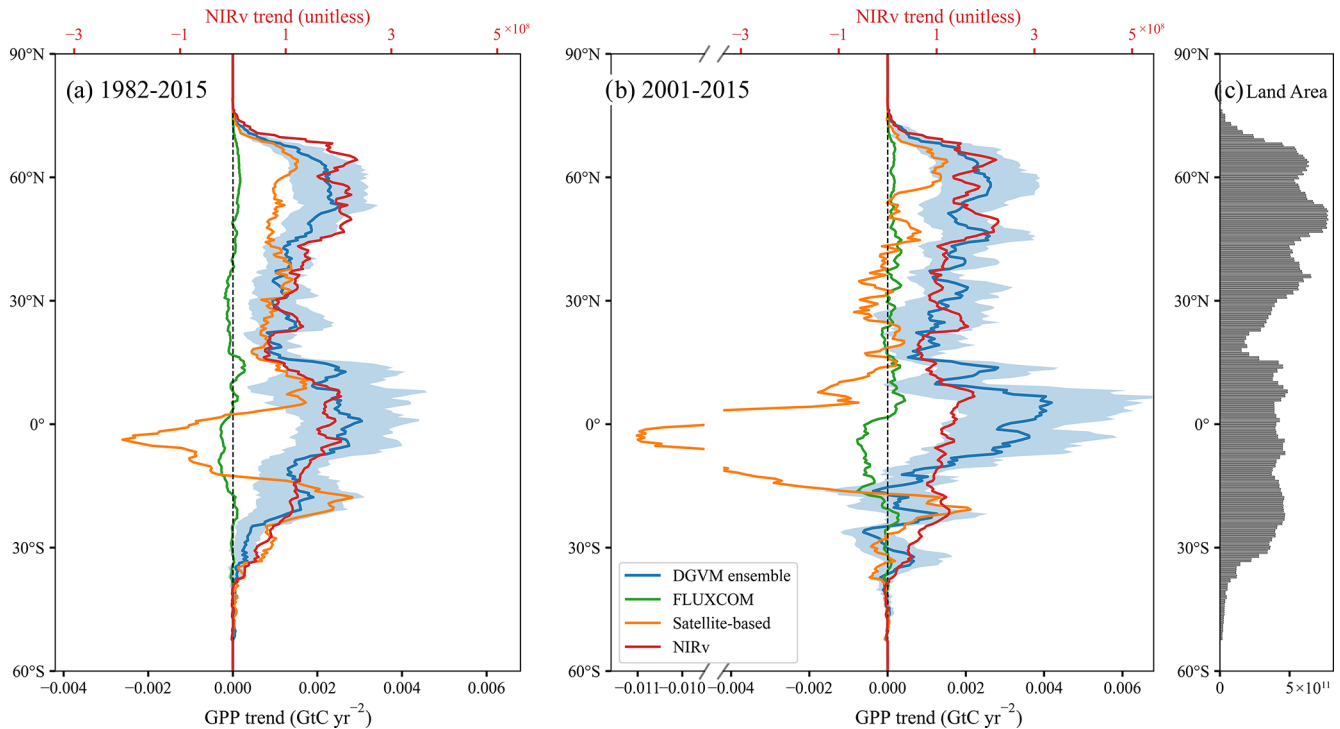 NIRv trend (unitless)
−3 −1 1 3 5 ×10⁸
NIRv trend (unitless)
−3 −1 1 3 5 ×10⁸
90°N
60°N
30°N
0°
30°S
60°S
(a) 1982-2015
−0.004 −0.002 0.000 0.002 0.004 0.006
GPP trend (GtC yr⁻²)
90°N
60°N
30°N
0°
30°S
60°S
(b) 2001-2015
DGVM ensemble
FLUXCOM
Satellite-based
NIRv
−0.011 −0.010 −0.004 −0.002 0.000 0.002 0.004 0.006
GPP trend (GtC yr⁻²)
90°N
60°N
30°N
0°
30°S
60°S
(c) Land Area
0 5×10¹¹